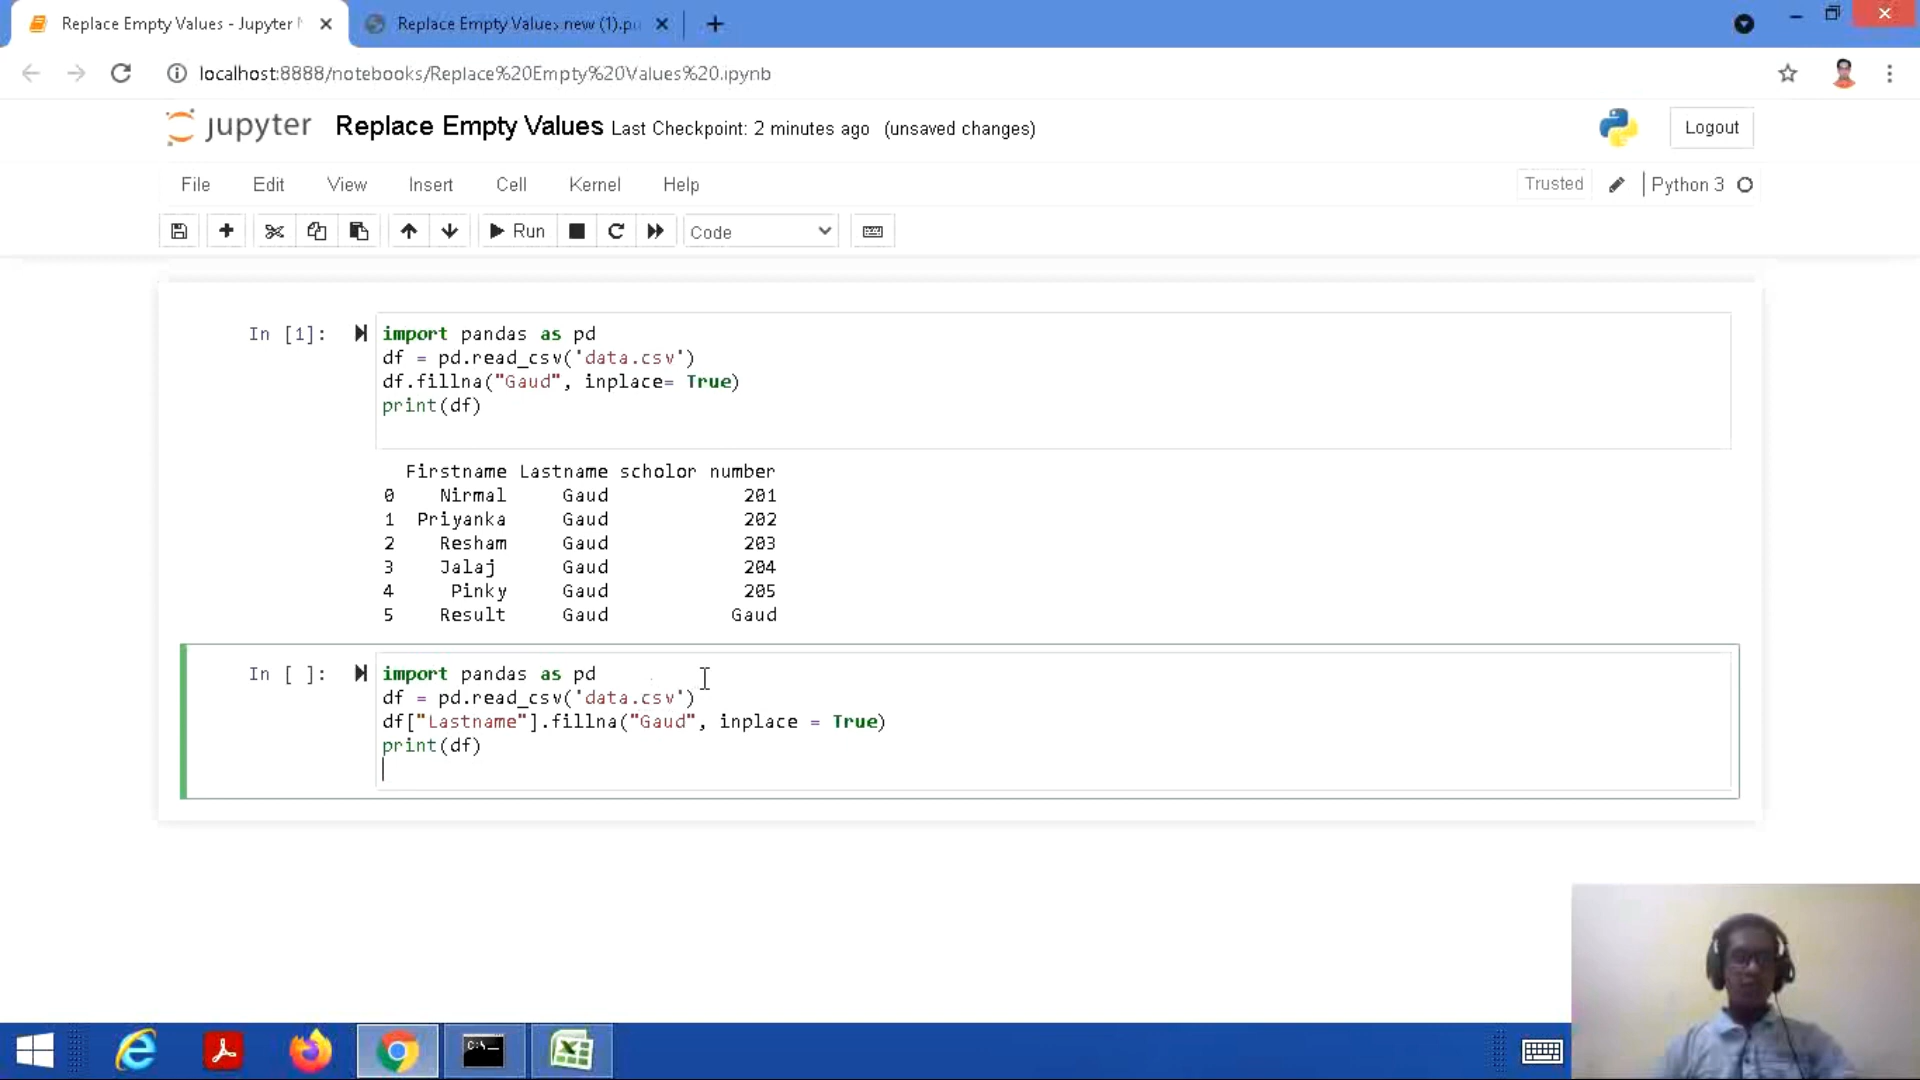 Replace Empty Values - Jupyter N
Replace Empty Values new (1).pu
localhost:8888/notebooks/Replace%20Empty%20Values%20.ipynb
jupyter Replace Empty Values Last Checkpoint: 2 minutes ago (unsaved changes)
Logout
File Edit View Insert Cell Kernel Help
Trusted Python 3
Run Code
In [1]: import pandas as pd
df = pd.read_csv('data.csv')
df.fillna("Gaud", inplace= True)
print(df)
Firstname Lastname scholor number
0 Nirmal Gaud 201
1 Priyanka Gaud 202
2 Resham Gaud 203
3 Jalaj Gaud 204
4 Pinky Gaud 205
5 Result Gaud Gaud
In [ ]: import pandas as pd
df = pd.read_csv('data.csv')
df["Lastname"].fillna("Gaud", inplace = True)
print(df)